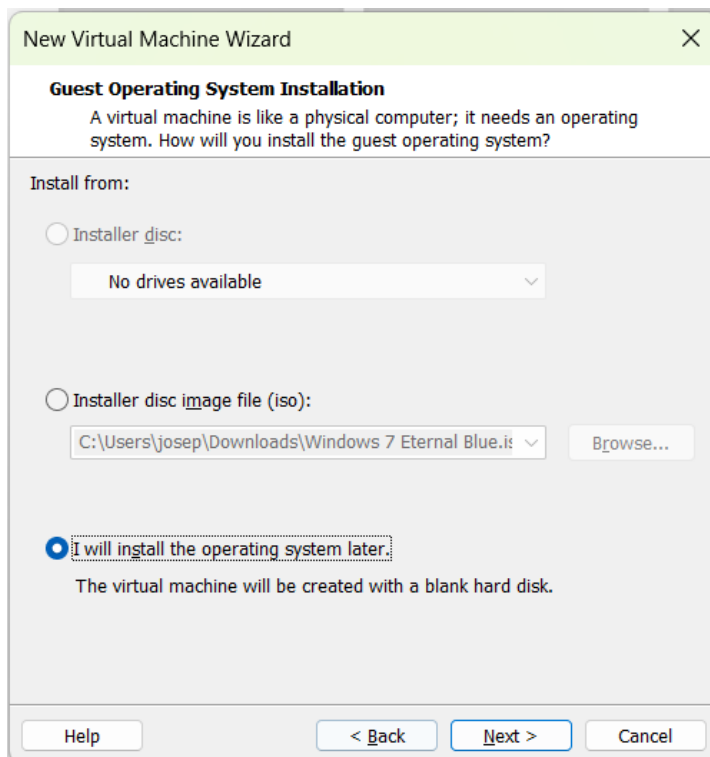 New Virtual Machine Wizard
Guest Operating System Installation
A virtual machine is like a physical computer; it needs an operating
system. How will you install the guest operating system?
Install from:
Installer disc:
No drives available
Installer disc image file (iso):
C:\Users\josep\Downloads\Windows 7 Eternal Blue.is
Browse...
I will install the operating system later.
The virtual machine will be created with a blank hard disk.
Help
< Back
Next >
Cancel